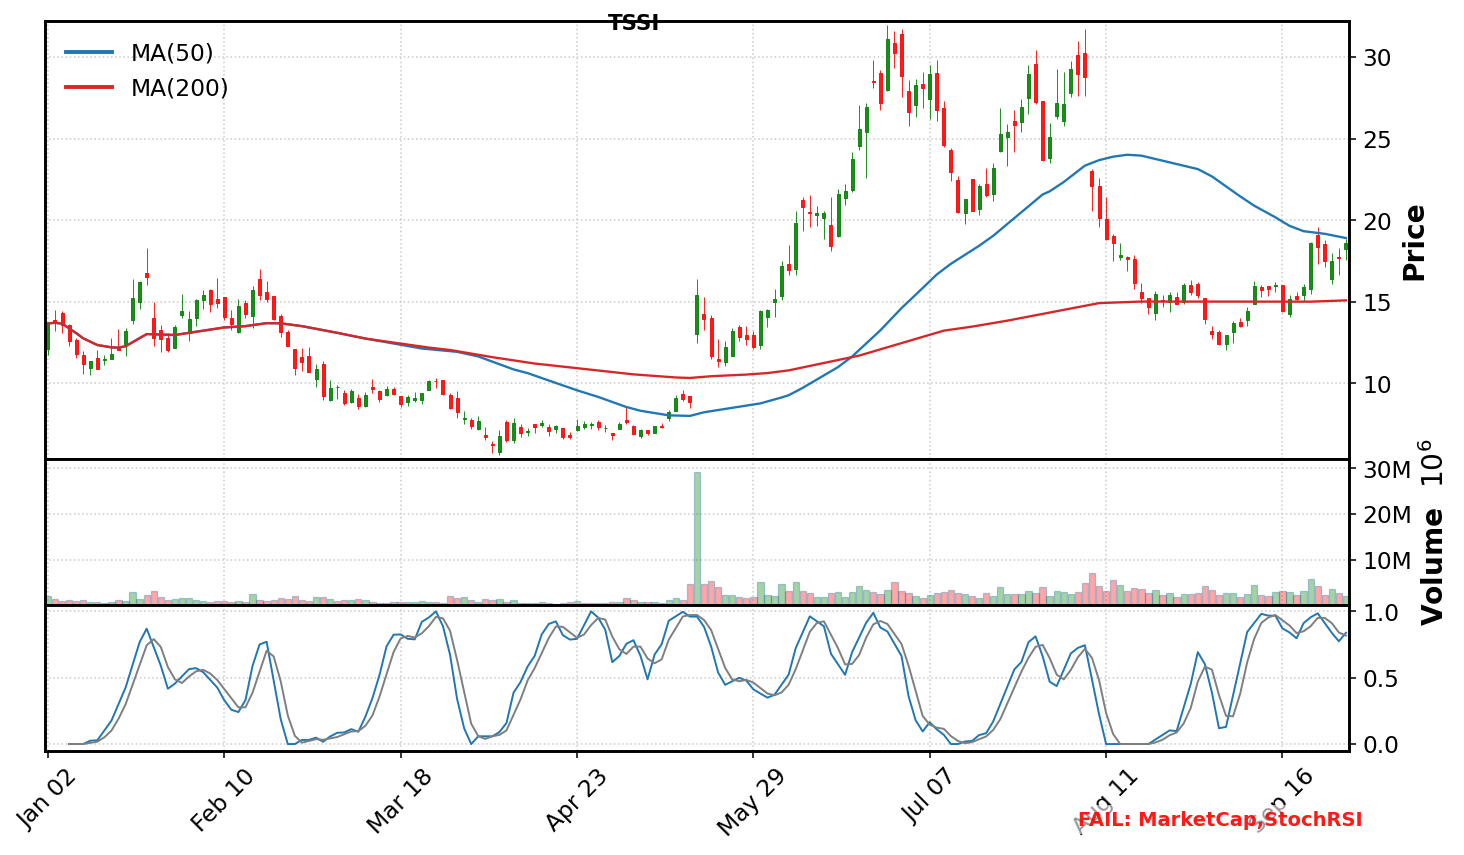 TSSI
MA(50)
MA(200)
30
25
20
15
10
Price
30M
20M
10M
Volume 10⁶
1.0
0.5
0.0
Jan 02
Feb 10
Mar 18
Apr 23
May 29
Jul 07
Aug 11
Sep 16
FAIL: MarketCap,StochRSI